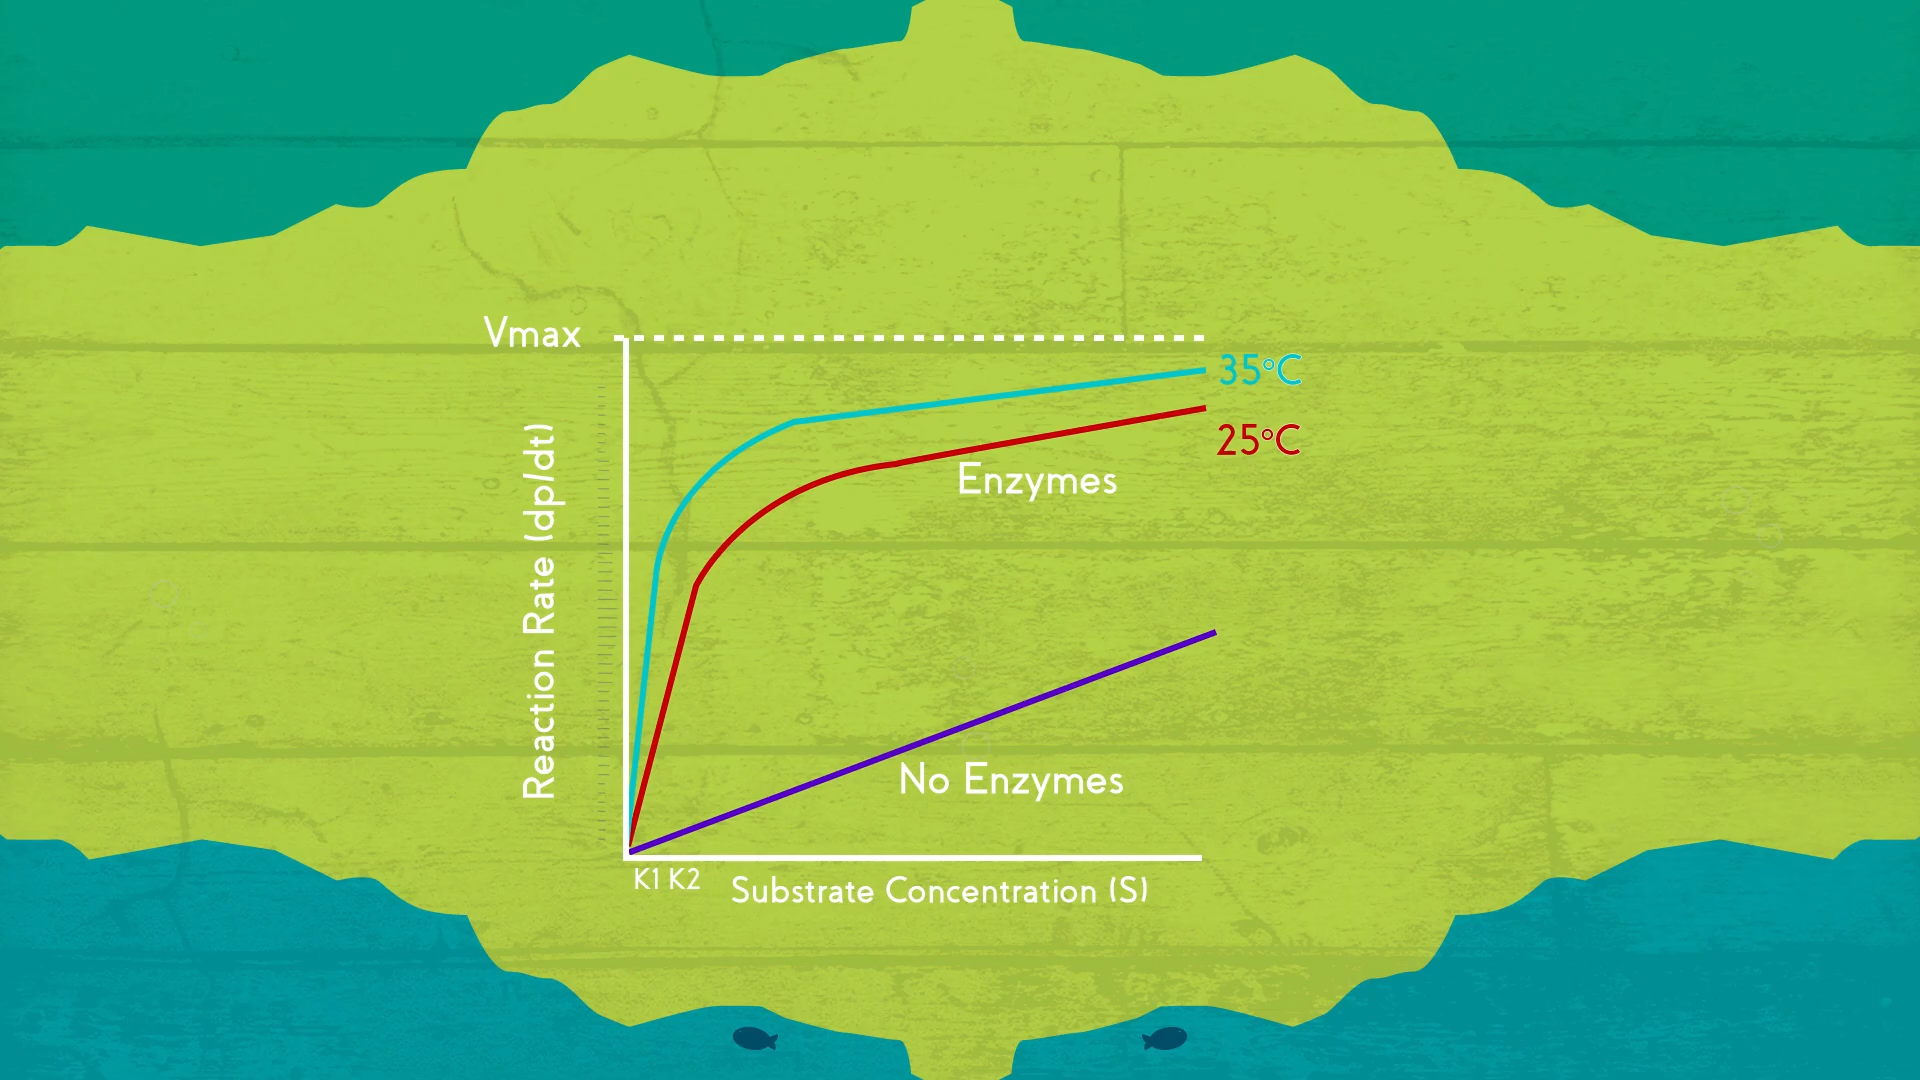 Vmax
35°C
25°C
Enzymes
Reaction Rate (dp/dt)
No Enzymes
K1 K2
Substrate Concentration (S)